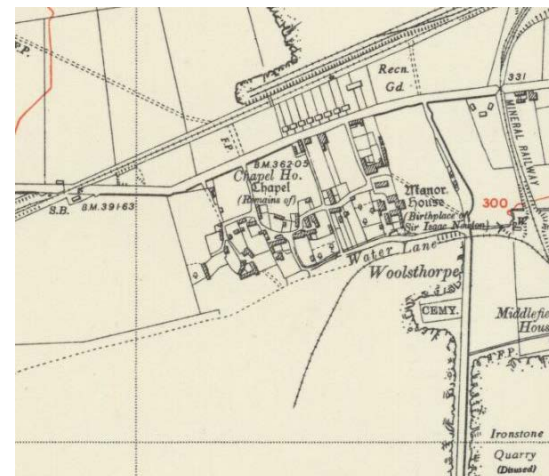 F.P.
Recn.
Gd.
331
MINERAL RAILWAY
F.P.
B.M.362·05
Chapel Ho.
Chapel
(Remains of)
Manor
House
(Birthplace of
Sir Isaac Newton)
300
S.B.
B.M.391·63
Water Lane
Woolsthorpe
CEMY.
Middlefie
Hous
F.P.
Ironstone
Quarry
(Disused)